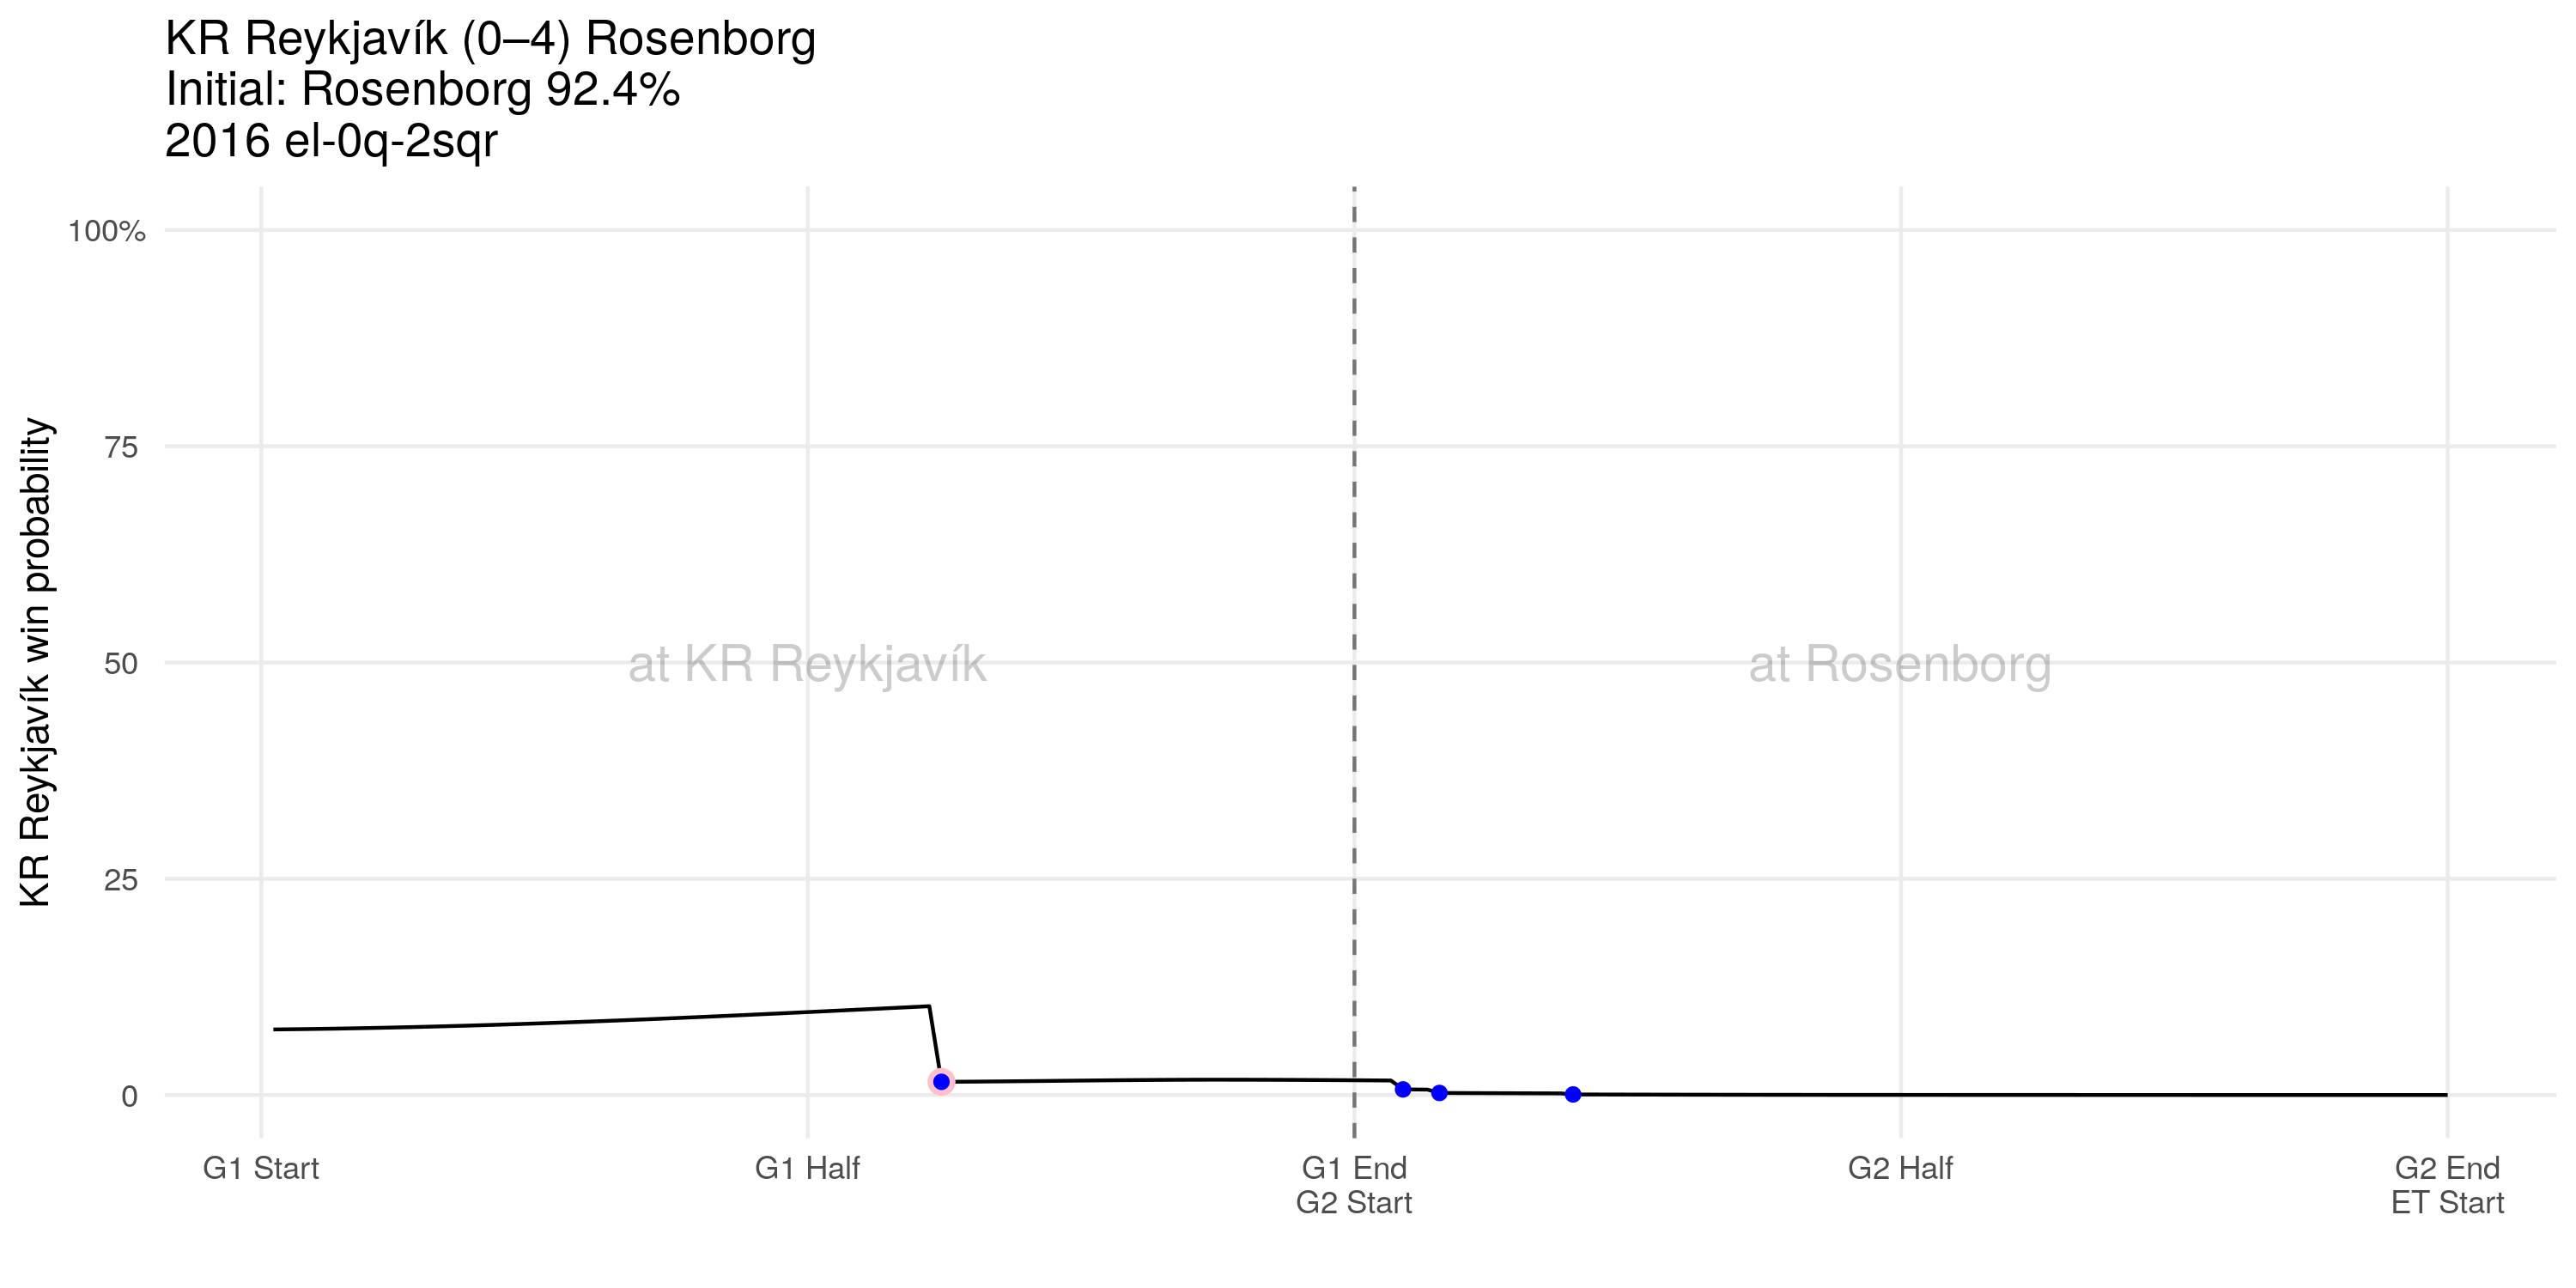 KR Reykjavík (0–4) Rosenborg
Initial: Rosenborg 92.4%
2016 el-0q-2sqr
KR Reykjavík win probability
100%
75
50
25
0
at KR Reykjavík
at Rosenborg
G1 Start
G1 Half
G1 End
G2 Start
G2 Half
G2 End
ET Start